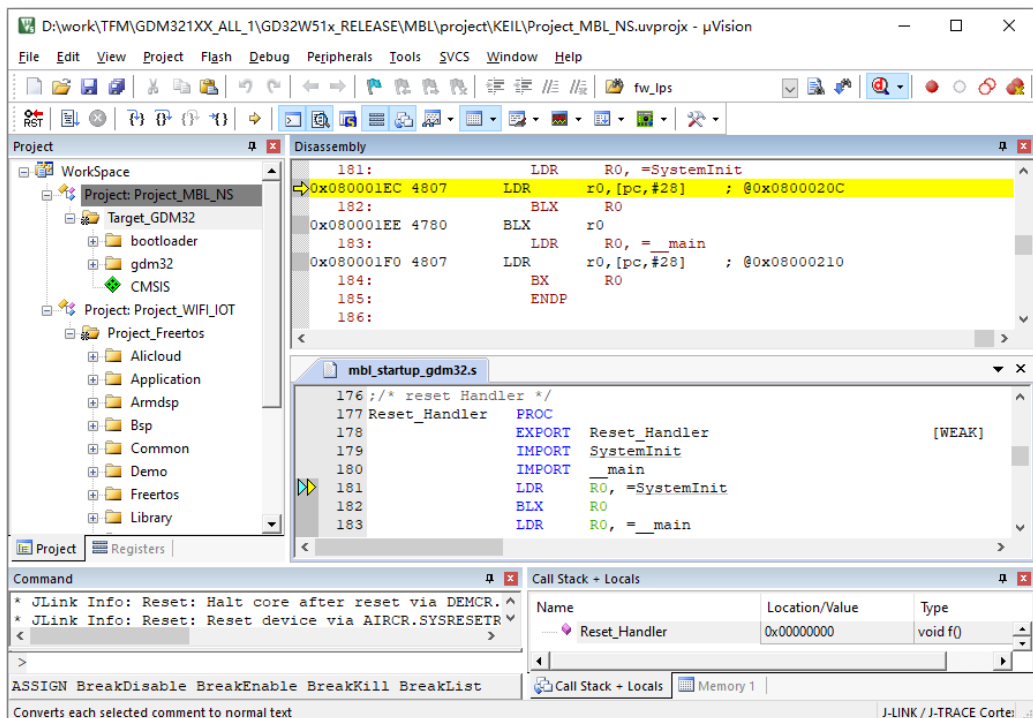 D:\work\TFM\GDM321XX_ALL_1\GD32W51x_RELEASE\MBL\project\KEIL\Project_MBL_NS.uvprojx - µVision
File Edit View Project Flash Debug Peripherals Tools SVCS Window Help
fw_lps
RST
Project
WorkSpace
Project: Project_MBL_NS
Target_GDM32
bootloader
gdm32
CMSIS
Project: Project_WIFI_IOT
Project_Freertos
Alicloud
Application
Armdsp
Bsp
Common
Demo
Freertos
Library
Project Registers
Disassembly
181: LDR R0, =SystemInit
0x080001EC 4807 LDR r0,[pc,#28] ; @0x0800020C
182: BLX R0
0x080001EE 4780 BLX r0
183: LDR R0, =__main
0x080001F0 4807 LDR r0,[pc,#28] ; @0x08000210
184: BX R0
185: ENDP
186:
mbl_startup_gdm32.s
176 ;/* reset Handler */
177 Reset_Handler PROC
178 EXPORT Reset_Handler [WEAK]
179 IMPORT SystemInit
180 IMPORT __main
181 LDR R0, =SystemInit
182 BLX R0
183 LDR R0, =__main
Command
* JLink Info: Reset: Halt core after reset via DEMCR.
* JLink Info: Reset: Reset device via AIRCR.SYSRESETR
>
ASSIGN BreakDisable BreakEnable BreakKill BreakList
Call Stack + Locals
Name Location/Value Type
Reset_Handler 0x00000000 void f()
Call Stack + Locals Memory 1
Converts each selected comment to normal text J-LINK / J-TRACE Cortex